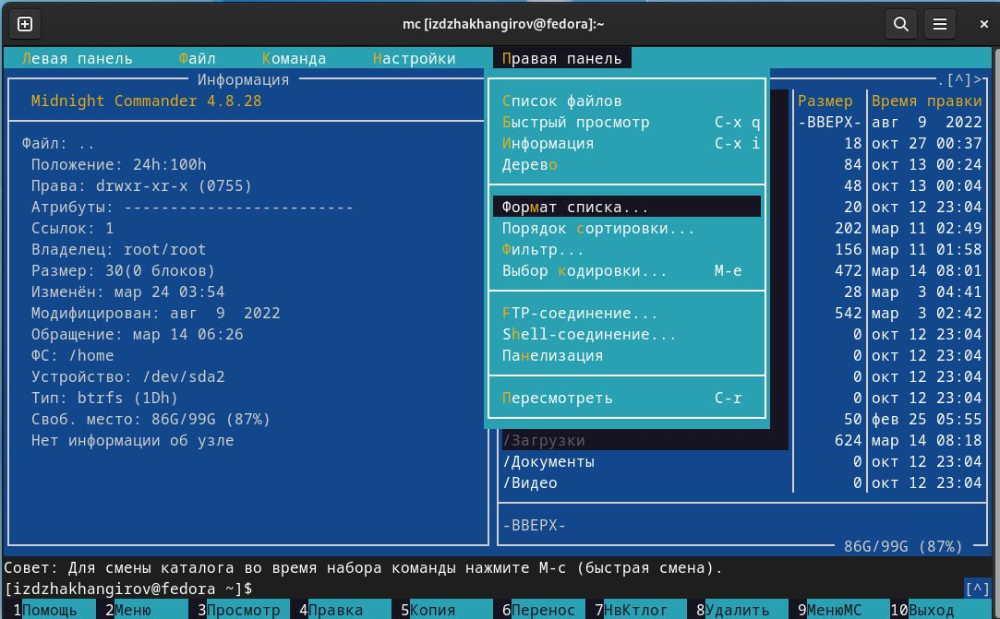 mc [izdzhakhangirov@fedora]:~
Левая панель Файл Команда Настройки Правая панель
Информация
Midnight Commander 4.8.28
Файл: ..
Положение: 24h:100h
Права: drwxr-xr-x (0755)
Атрибуты: -------------------------
Ссылок: 1
Владелец: root/root
Размер: 30(0 блоков)
Изменён: мар 24 03:54
Модифицирован: авг 9 2022
Обращение: мар 14 06:26
ФС: /home
Устройство: /dev/sda2
Тип: btrfs (1Dh)
Своб. место: 86G/99G (87%)
Нет информации об узле
Список файлов
Быстрый просмотр C-x q
Информация C-x i
Дерево
Формат списка...
Порядок сортировки...
Фильтр...
Выбор кодировки... M-e
FTP-соединение...
Shell-соединение...
Панелизация
Пересмотреть C-r
.[^]>
Размер Время правки
-ВВЕРХ- авг 9 2022
18 окт 27 00:37
84 окт 13 00:24
48 окт 13 00:04
20 окт 12 23:04
202 мар 11 02:49
156 мар 11 01:58
472 мар 14 08:01
28 мар 3 04:41
542 мар 3 02:42
0 окт 12 23:04
0 окт 12 23:04
0 окт 12 23:04
0 окт 12 23:04
50 фев 25 05:55
/Загрузки 624 мар 14 08:18
/Документы 0 окт 12 23:04
/Видео 0 окт 12 23:04
-ВВЕРХ-
86G/99G (87%)
Совет: Для смены каталога во время набора команды нажмите M-c (быстрая смена).
[izdzhakhangirov@fedora ~]$ [^]
1Помощь 2Меню 3Просмотр 4Правка 5Копия 6Перенос 7НвКтлог 8Удалить 9МенюМС 10Выход